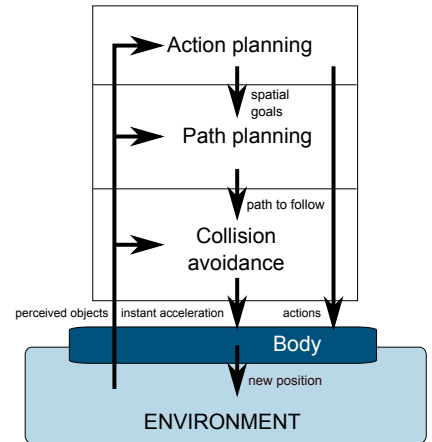 Action planning
spatial
goals
Path planning
path to follow
Collision
avoidance
perceived objects
instant acceleration
actions
Body
new position
ENVIRONMENT